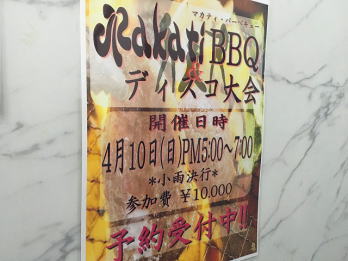 マカティ・バーベキュー
Makati BBQ
ディスコ大会
開催日時
4月10日(日)PM5:00〜7:00
*小雨決行*
参加費 ¥10.000
予約受付中!!